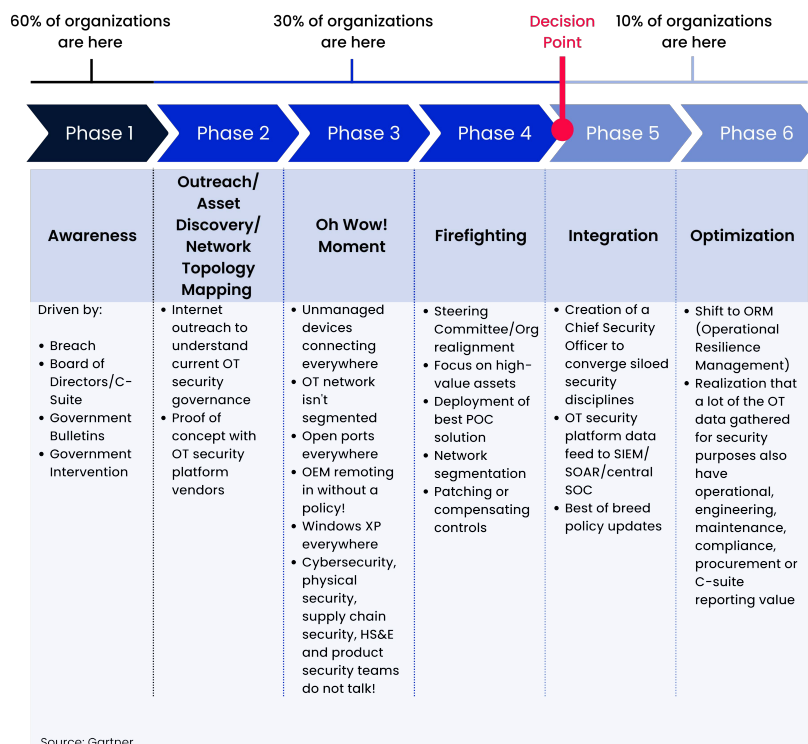 60% of organizations
are here
30% of organizations
are here
Decision
Point
10% of organizations
are here
Phase 1
Phase 2
Phase 3
Phase 4
Phase 5
Phase 6
Awareness
Outreach/
Asset
Discovery/
Network
Topology
Mapping
Oh Wow!
Moment
Firefighting
Integration
Optimization
Driven by:
• Breach
• Board of
Directors/C-
Suite
• Government
Bulletins
• Government
Intervention
• Internet
outreach to
understand
current OT
security
governance
• Proof of
concept with
OT security
platform
vendors
• Unmanaged
devices
connecting
everywhere
• OT network
isn't
segmented
• Open ports
everywhere
• OEM remoting
in without a
policy!
• Windows XP
everywhere
• Cybersecurity,
physical
security,
supply chain
security, HS&E
and product
security teams
do not talk!
• Steering
Committee/Org
realignment
• Focus on high-
value assets
• Deployment of
best POC
solution
• Network
segmentation
• Patching or
compensating
controls
• Creation of a
Chief Security
Officer to
converge siloed
security
disciplines
• OT security
platform data
feed to SIEM/
SOAR/central
SOC
• Best of breed
policy updates
• Shift to ORM
(Operational
Resilience
Management)
• Realization that
a lot of the OT
data gathered
for security
purposes also
have
operational,
engineering,
maintenance,
compliance,
procurement or
C-suite
reporting value
Source: Gartner